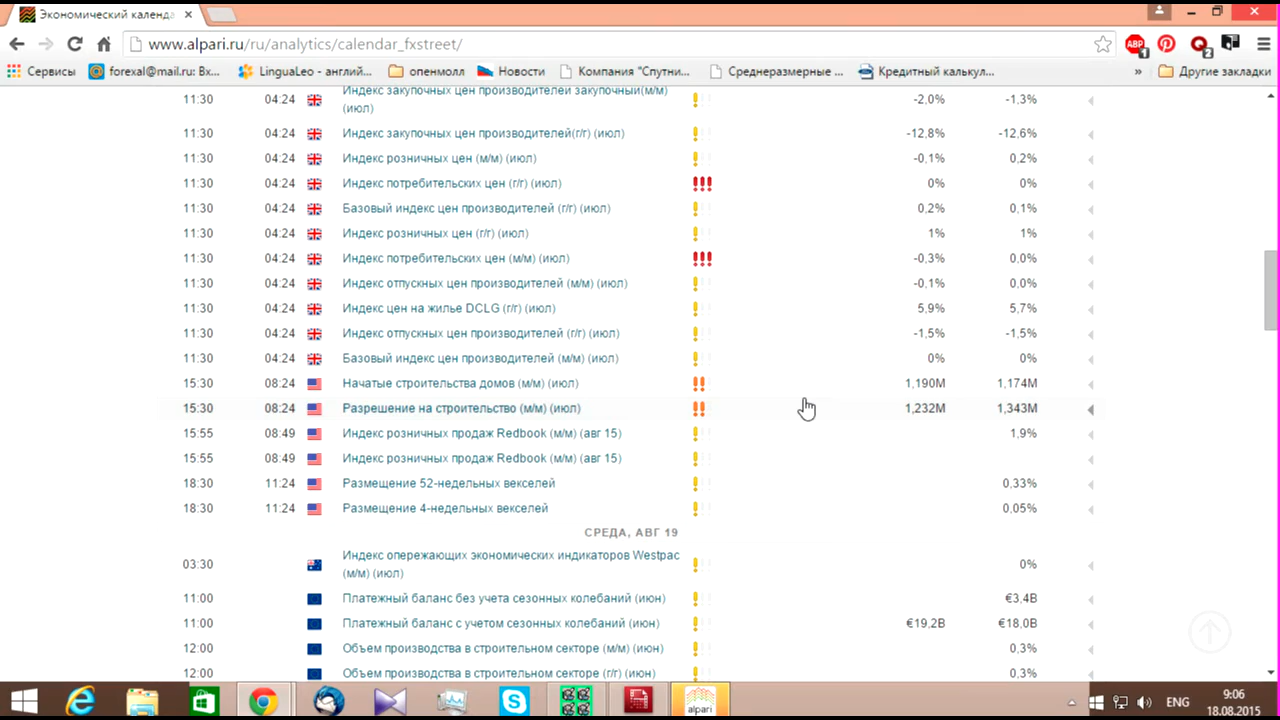 Экономический календа
www.alpari.ru/ru/analytics/calendar_fxstreet/
ABP 1 2
Сервисы forexal@mail.ru: Вх... LinguaLeo - англий... опенмолл Новости Компания "Спутни... Среднеразмерные ... Кредитный калькул... » Другие закладки
11:30 04:24 Индекс закупочных цен производителей закупочный(м/м) (июл) -2,0% -1,3%
11:30 04:24 Индекс закупочных цен производителей(г/г) (июл) -12,8% -12,6%
11:30 04:24 Индекс розничных цен (м/м) (июл) -0,1% 0,2%
11:30 04:24 Индекс потребительских цен (г/г) (июл) !!! 0% 0%
11:30 04:24 Базовый индекс цен производителей (г/г) (июл) 0,2% 0,1%
11:30 04:24 Индекс розничных цен (г/г) (июл) 1% 1%
11:30 04:24 Индекс потребительских цен (м/м) (июл) !!! -0,3% 0.0%
11:30 04:24 Индекс отпускных цен производителей (м/м) (июл) -0,1% 0,0%
11:30 04:24 Индекс цен на жилье DCLG (г/г) (июл) 5,9% 5,7%
11:30 04:24 Индекс отпускных цен производителей (г/г) (июл) -1,5% -1,5%
11:30 04:24 Базовый индекс цен производителей (м/м) (июл) 0% 0%
15:30 08:24 Начатые строительства домов (м/м) (июл) !! 1,190M 1,174M
15:30 08:24 Разрешение на строительство (м/м) (июл) !! 1,232M 1,343M
15:55 08:49 Индекс розничных продаж Redbook (м/м) (авг 15) 1,9%
15:55 08:49 Индекс розничных продаж Redbook (м/м) (авг 15)
18:30 11:24 Размещение 52-недельных векселей 0,33%
18:30 11:24 Размещение 4-недельных векселей 0,05%
СРЕДА, АВГ 19
03:30 Индекс опережающих экономических индикаторов Westpac (м/м) (июл) 0%
11:00 Платежный баланс без учета сезонных колебаний (июн) €3,4B
11:00 Платежный баланс с учетом сезонных колебаний (июн) €19,2B €18,0B
12:00 Объем производства в строительном секторе (м/м) (июн) 0,3%
12:00 Объем производства в строительном секторе (г/г) (июн) 0,3%
alpari ENG 9:06
18.08.2015